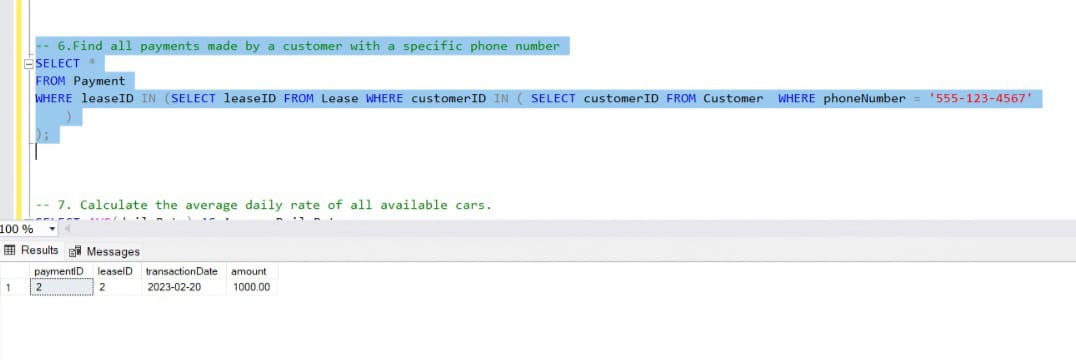 -- 6.Find all payments made by a customer with a specific phone number
SELECT *
FROM Payment
WHERE leaseID IN (SELECT leaseID FROM Lease WHERE customerID IN ( SELECT customerID FROM Customer  WHERE phoneNumber = '555-123-4567'
)
);
-- 7. Calculate the average daily rate of all available cars.
100 %
Results Messages
paymentID leaseID transactionDate amount
1 2 2 2023-02-20 1000.00